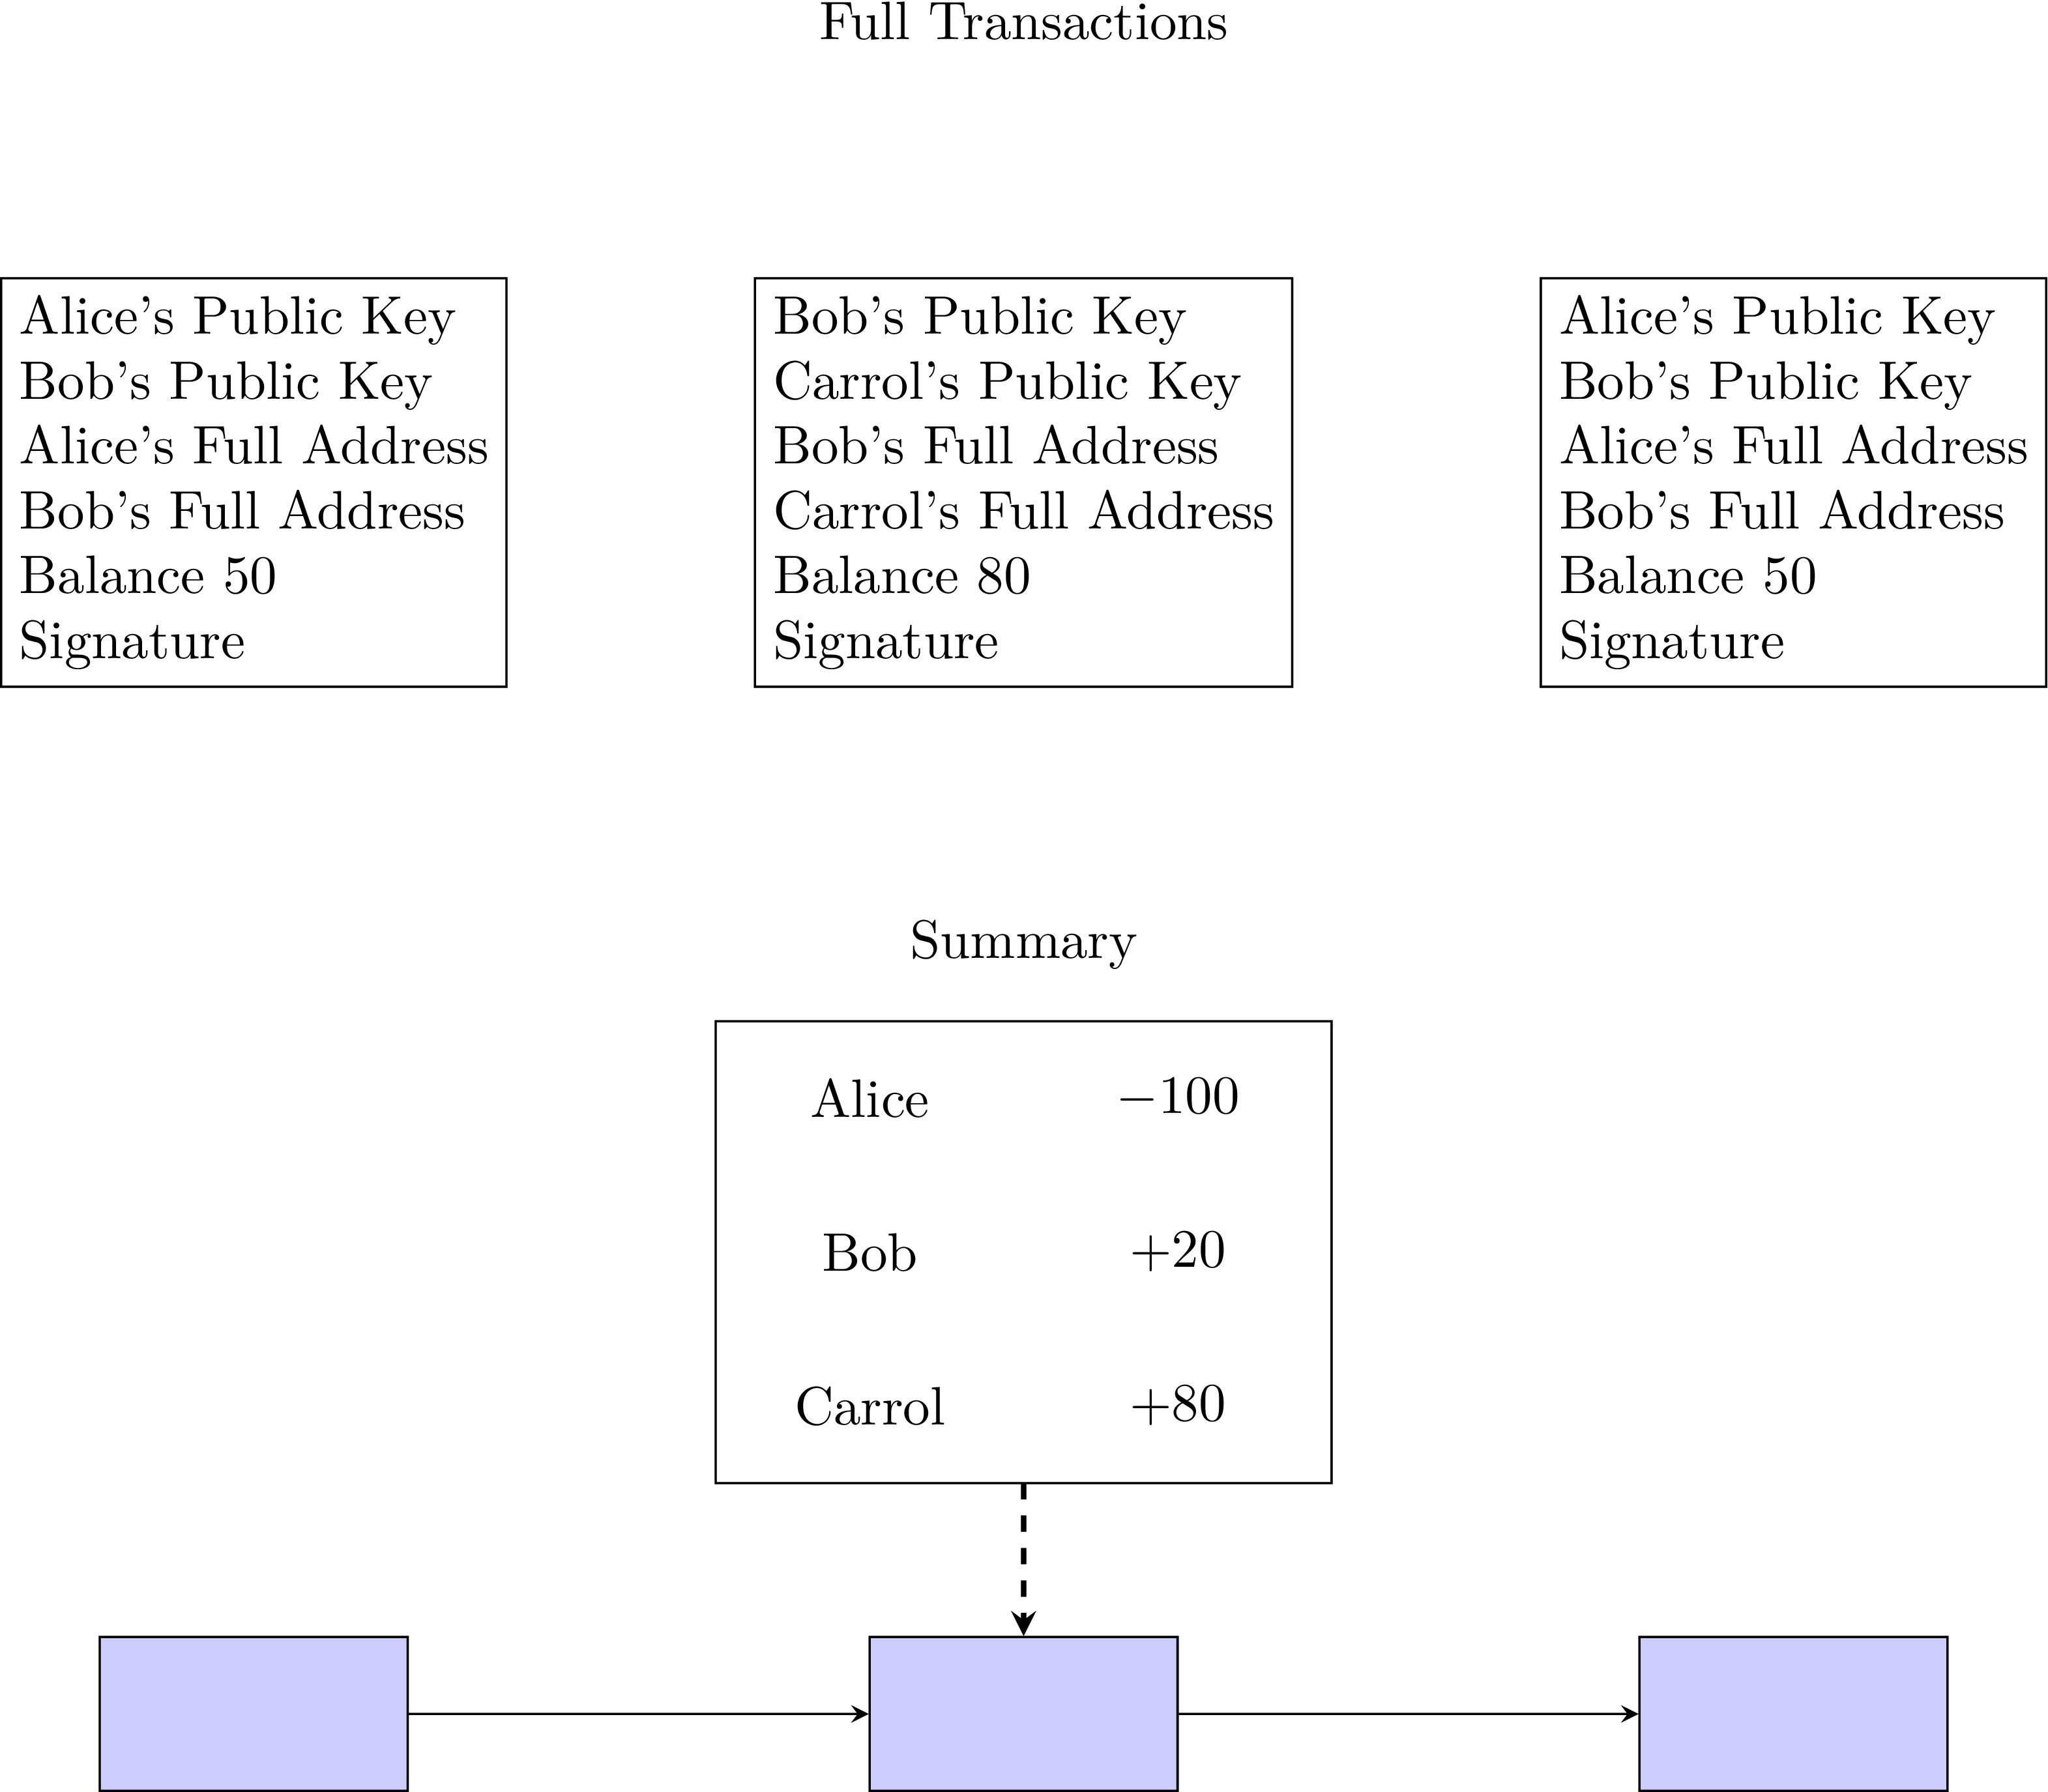 Full Transactions
Alice's Public Key
Bob's Public Key
Alice's Full Address
Bob's Full Address
Balance 50
Signature
Bob's Public Key
Carrol's Public Key
Bob's Full Address
Carrol's Full Address
Balance 80
Signature
Alice's Public Key
Bob's Public Key
Alice's Full Address
Bob's Full Address
Balance 50
Signature
Summary
Alice −100
Bob +20
Carrol +80